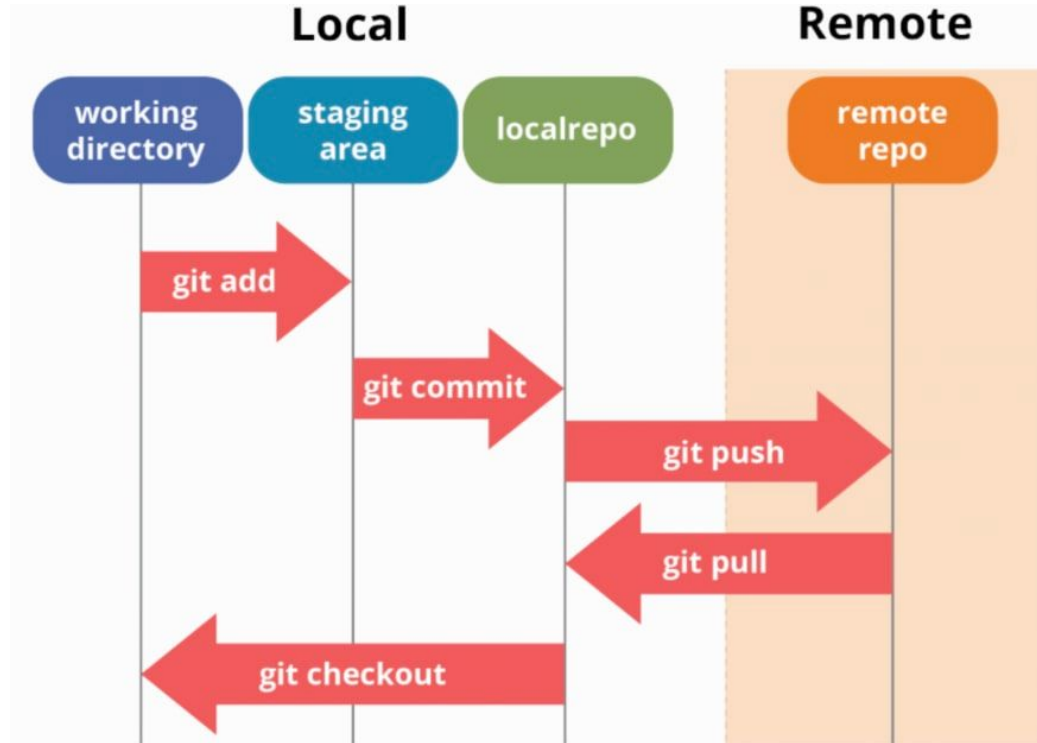 Local
Remote
working
directory
staging
area
localrepo
remote
repo
git add
git commit
git push
git pull
git checkout